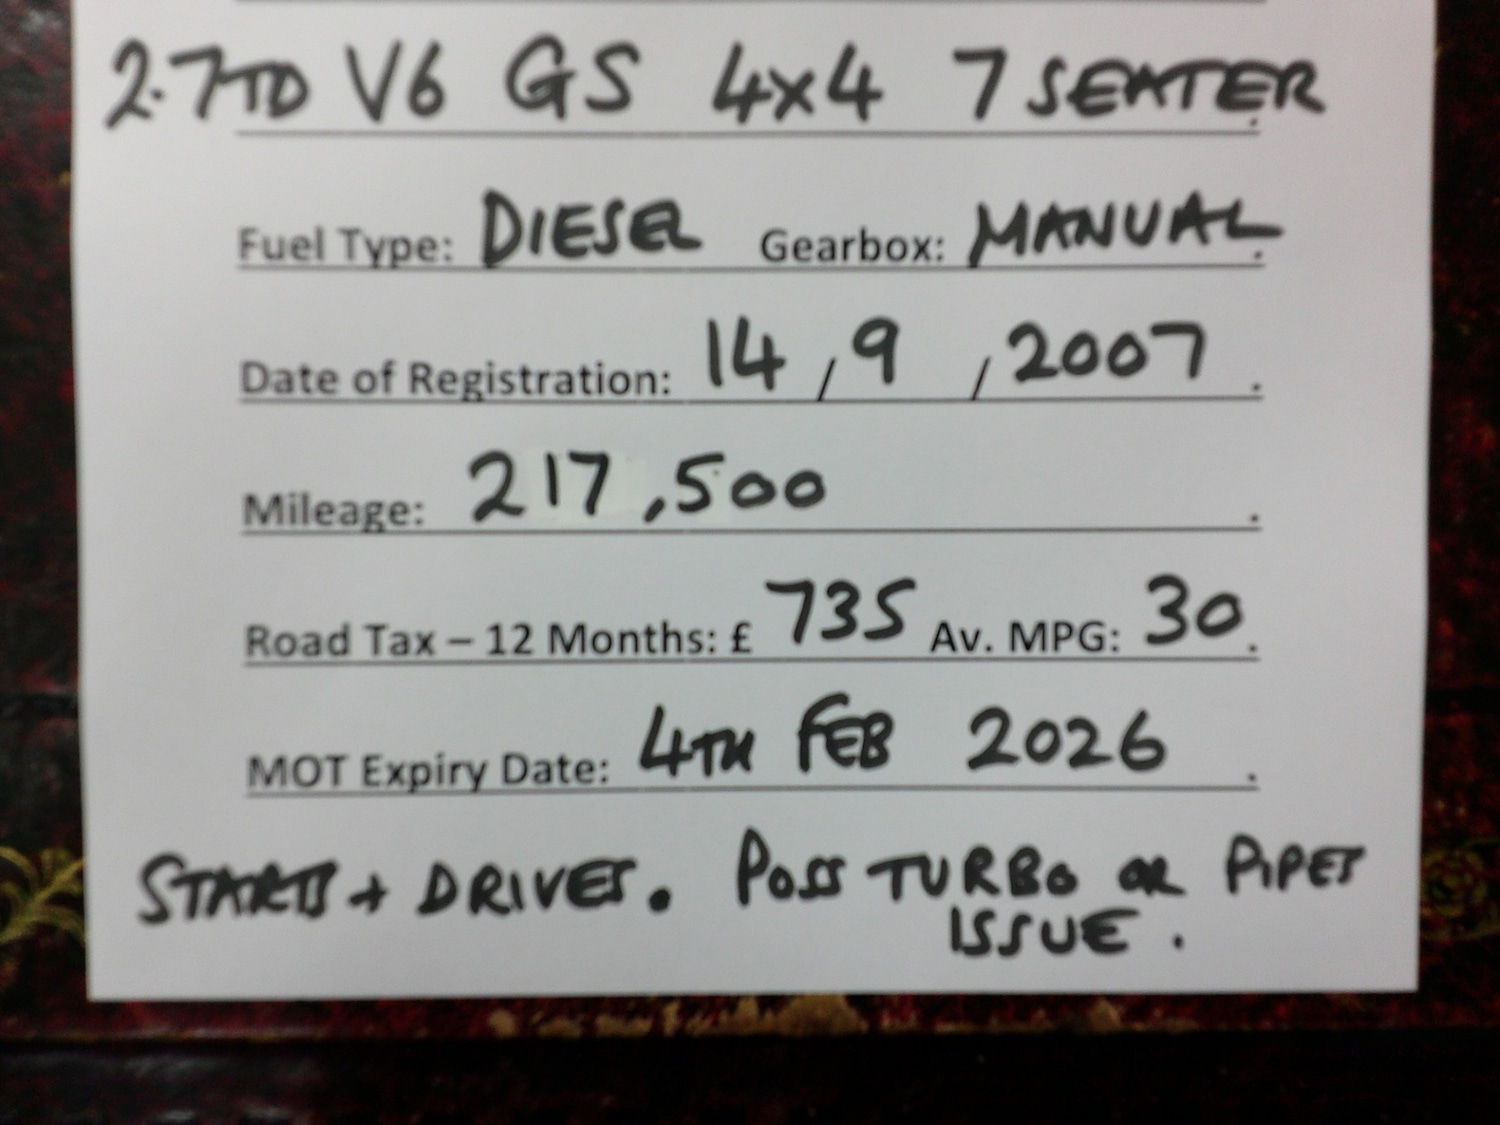 2.7TD V6 GS 4x4 7 SEATER.
Fuel Type: DIESEL Gearbox: MANUAL.
Date of Registration: 14 / 9 / 2007.
Mileage: 217,500.
Road Tax – 12 Months: £ 735 Av. MPG: 30.
MOT Expiry Date: 4TH FEB 2026.
STARTS + DRIVES. POSS TURBO OR PIPES
ISSUE.